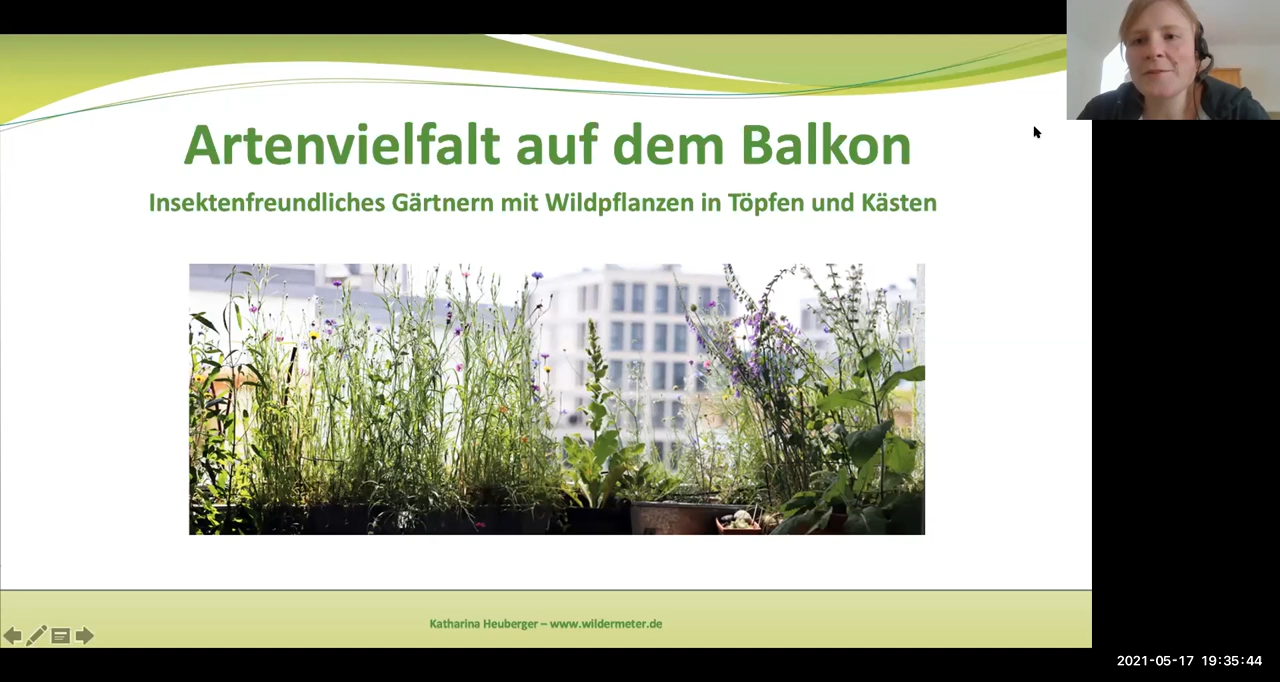 Artenvielfalt auf dem Balkon
Insektenfreundliches Gärtnern mit Wildpflanzen in Töpfen und Kästen
Katharina Heuberger – www.wildermeter.de
2021-05-17 19:35:44